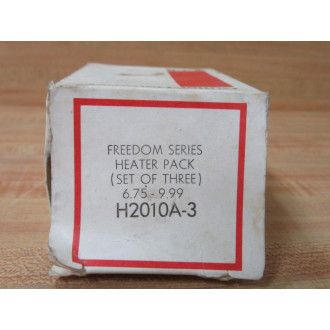 FREEDOM SERIES
HEATER PACK
(SET OF THREE)
6.75-9.99
H2010A-3